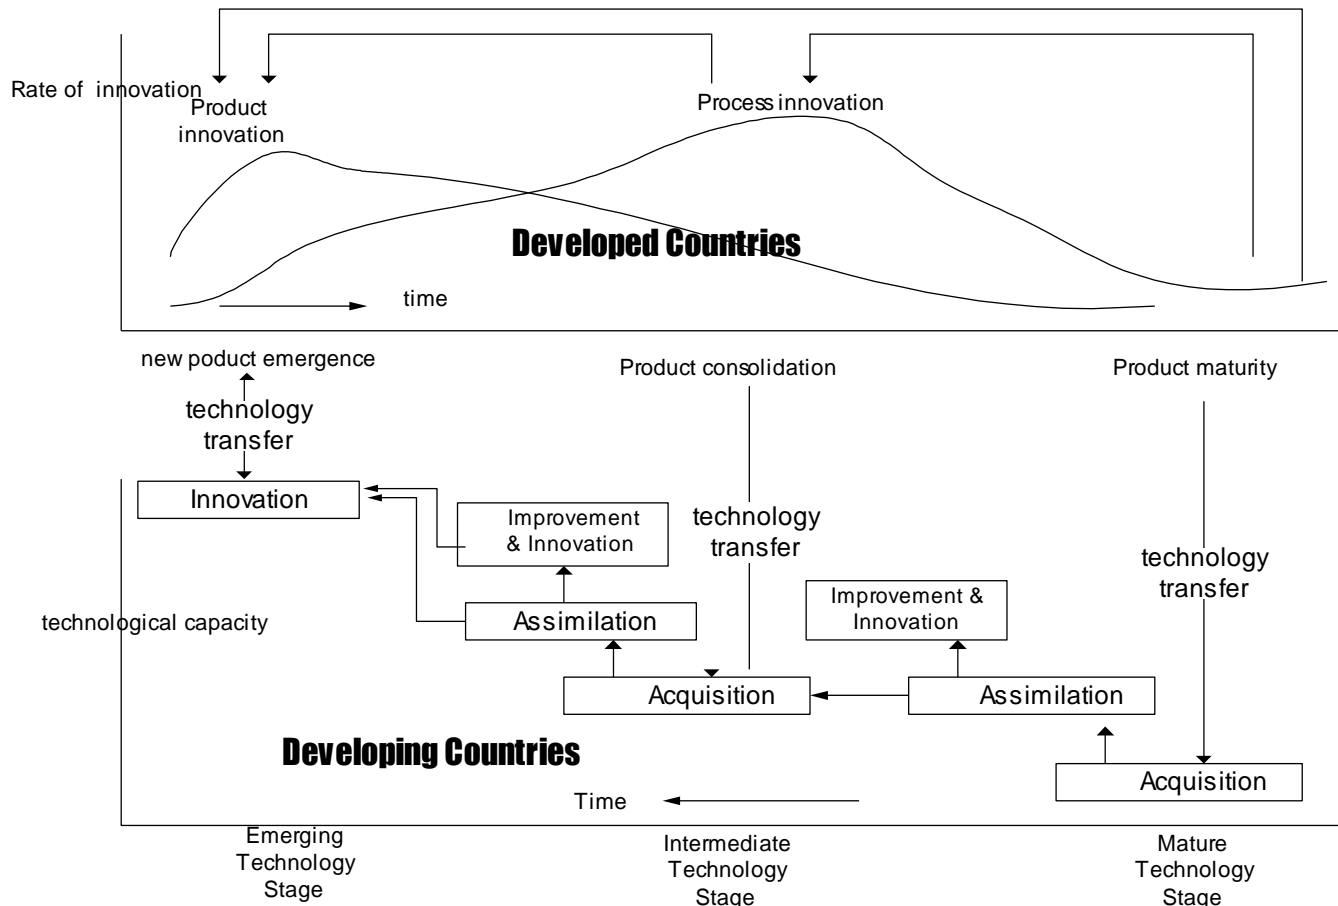 Rate of innovation
Product
innovation
Process innovation
Developed Countries
time
new poduct emergence
Product consolidation
Product maturity
technology
transfer
Innovation
Improvement
& Innovation
technology
transfer
technology
transfer
Improvement &
Innovation
technological capacity
Assimilation
Acquisition
Assimilation
Developing Countries
Acquisition
Time
Emerging
Technology
Stage
Intermediate
Technology
Stage
Mature
Technology
Stage